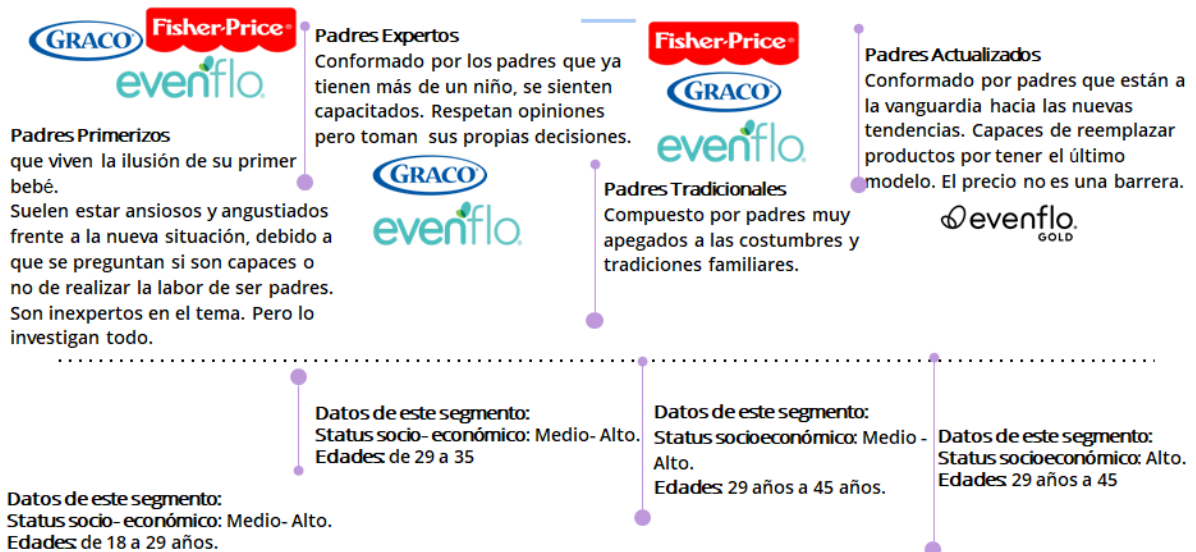 GRACO
Fisher-Price
evenflo
Padres Primerizos
que viven la ilusión de su primer
bebé.
Suelen estar ansiosos y angustiados
frente a la nueva situación, debido a
que se preguntan si son capaces o
no de realizar la labor de ser padres.
Son inexpertos en el tema. Pero lo
investigan todo.
Padres Expertos
Conformado por los padres que ya
tienen más de un niño, se sienten
capacitados. Respetan opiniones
pero toman sus propias decisiones.
GRACO
evenflo
Fisher-Price
GRACO
evenflo
Padres Tradicionales
Compuesto por padres muy
apegados a las costumbres y
tradiciones familiares.
Padres Actualizados
Conformado por padres que están a
la vanguardia hacia las nuevas
tendencias. Capaces de reemplazar
productos por tener el último
modelo. El precio no es una barrera.
evenflo
GOLD
Datos de este segmento:
Status socio- económico: Medio- Alto.
Edades: de 18 a 29 años.
Datos de este segmento:
Status socio- económico: Medio- Alto.
Edades: de 29 a 35
Datos de este segmento:
Status socioeconómico: Medio -
Alto.
Edades: 29 años a 45 años.
Datos de este segmento:
Status socioeconómico: Alto.
Edades: 29 años a 45